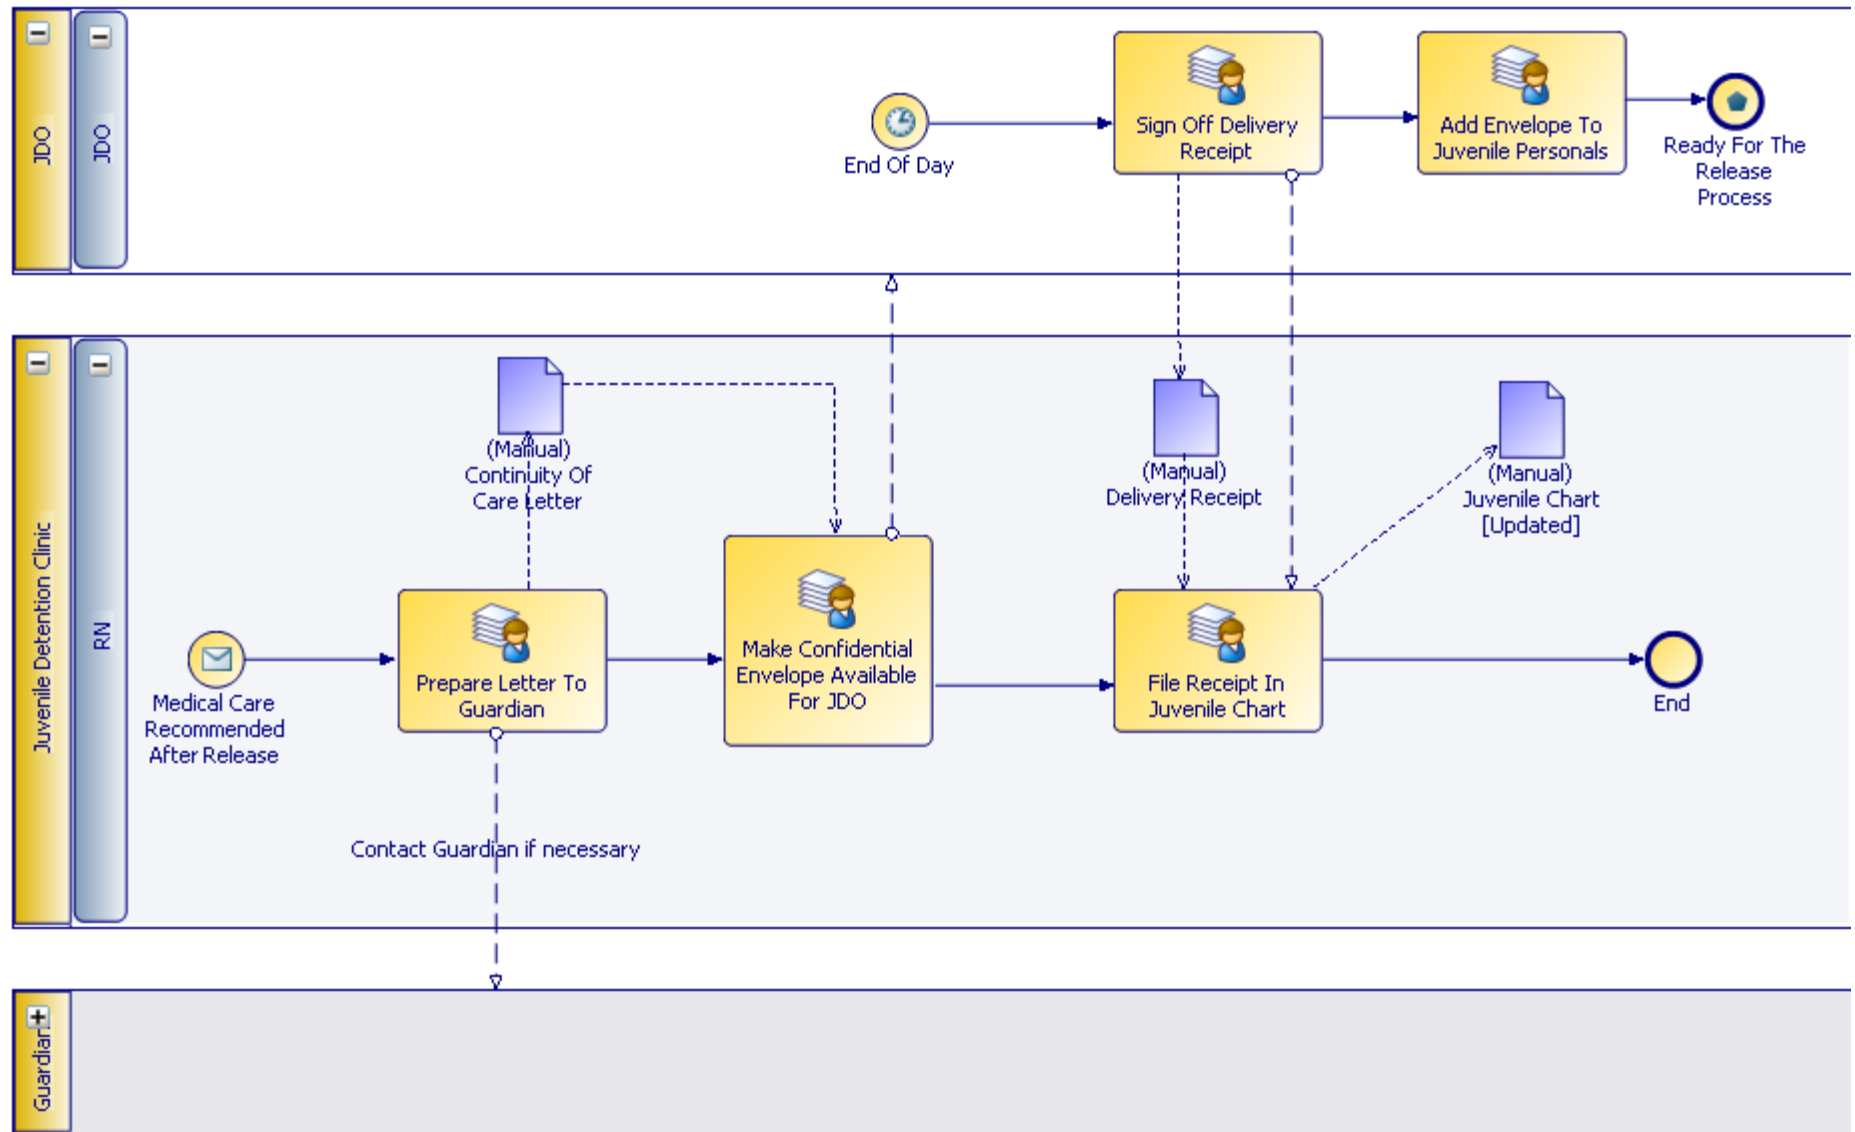 JDO
JDO
End Of Day
Sign Off Delivery
Receipt
Add Envelope To
Juvenile Personals
Ready For The
Release
Process
Juvenile Detention Clinic
RN
(Manual)
Continuity Of
Care Letter
(Manual)
Delivery Receipt
(Manual)
Juvenile Chart
[Updated]
Medical Care
Recommended
After Release
Prepare Letter To
Guardian
Make Confidential
Envelope Available
For JDO
File Receipt In
Juvenile Chart
End
Contact Guardian if necessary
Guardian